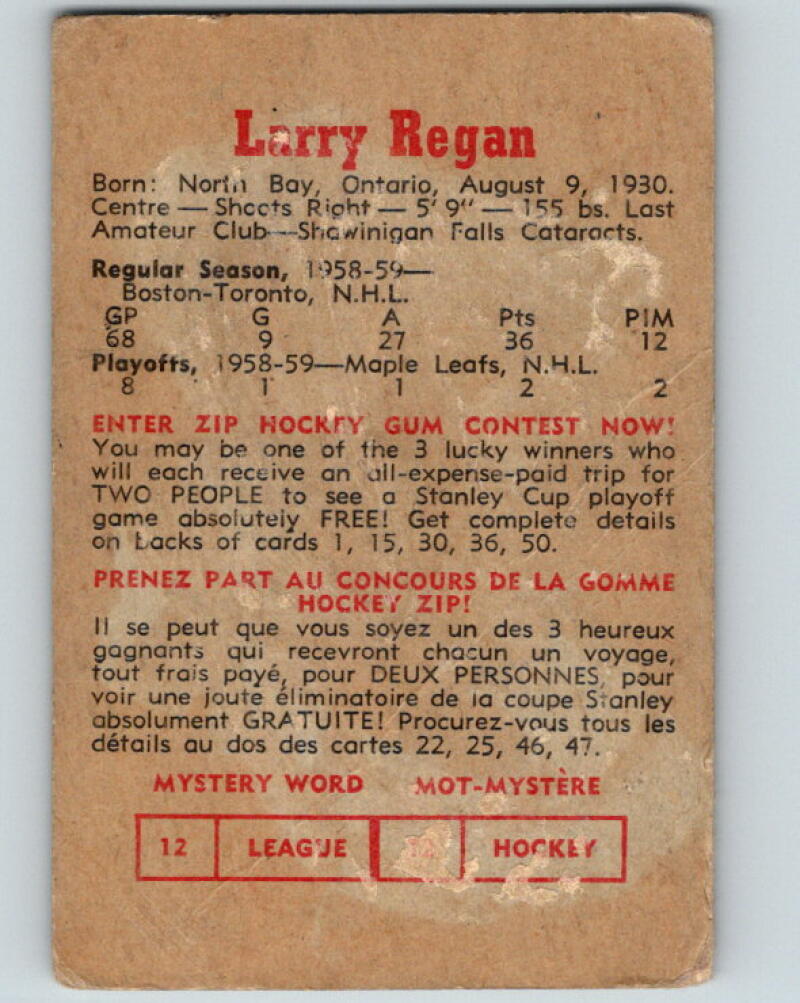 Larry Regan
Born: North Bay, Ontario, August 9, 1930.
Centre — Shoots Right — 5' 9" — 155 bs. Last
Amateur Club—Shawinigan Falls Cataracts.
Regular Season, 1958-59—
Boston-Toronto, N.H.L.
GP G A Pts PIM
68 9 27 36 12
Playoffs, 1958-59—Maple Leafs, N.H.L.
8 1 1 2 2
ENTER ZIP HOCKEY GUM CONTEST NOW!
You may be one of the 3 lucky winners who
will each receive an all-expense-paid trip for
TWO PEOPLE to see a Stanley Cup playoff
game absolutely FREE! Get complete details
on backs of cards 1, 15, 30, 36, 50.
PRENEZ PART AU CONCOURS DE LA GOMME
HOCKEY ZIP!
Il se peut que vous soyez un des 3 heureux
gagnants qui recevront chacun un voyage,
tout frais payé, pour DEUX PERSONNES, pour
voir une joute éliminatoire de la coupe Stanley
absolument GRATUITE! Procurez-vous tous les
détails au dos des cartes 22, 25, 46, 47.
MYSTERY WORD MOT-MYSTÈRE
12 LEAGUE HOCKEY